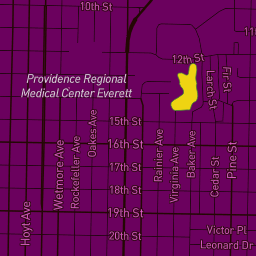 10th St
11
12th St
Providence Regional
Medical Center Everett
Fir St
Larch St
Oakes Ave
15th St
16th St
17th St
18th St
19th St
20th St
Hoyt Ave
Wetmore Ave
Rockefeller Ave
Rainier Ave
Virginia Ave
Baker Ave
Cedar St
Pine St
Victor Pl
Leonard Dr